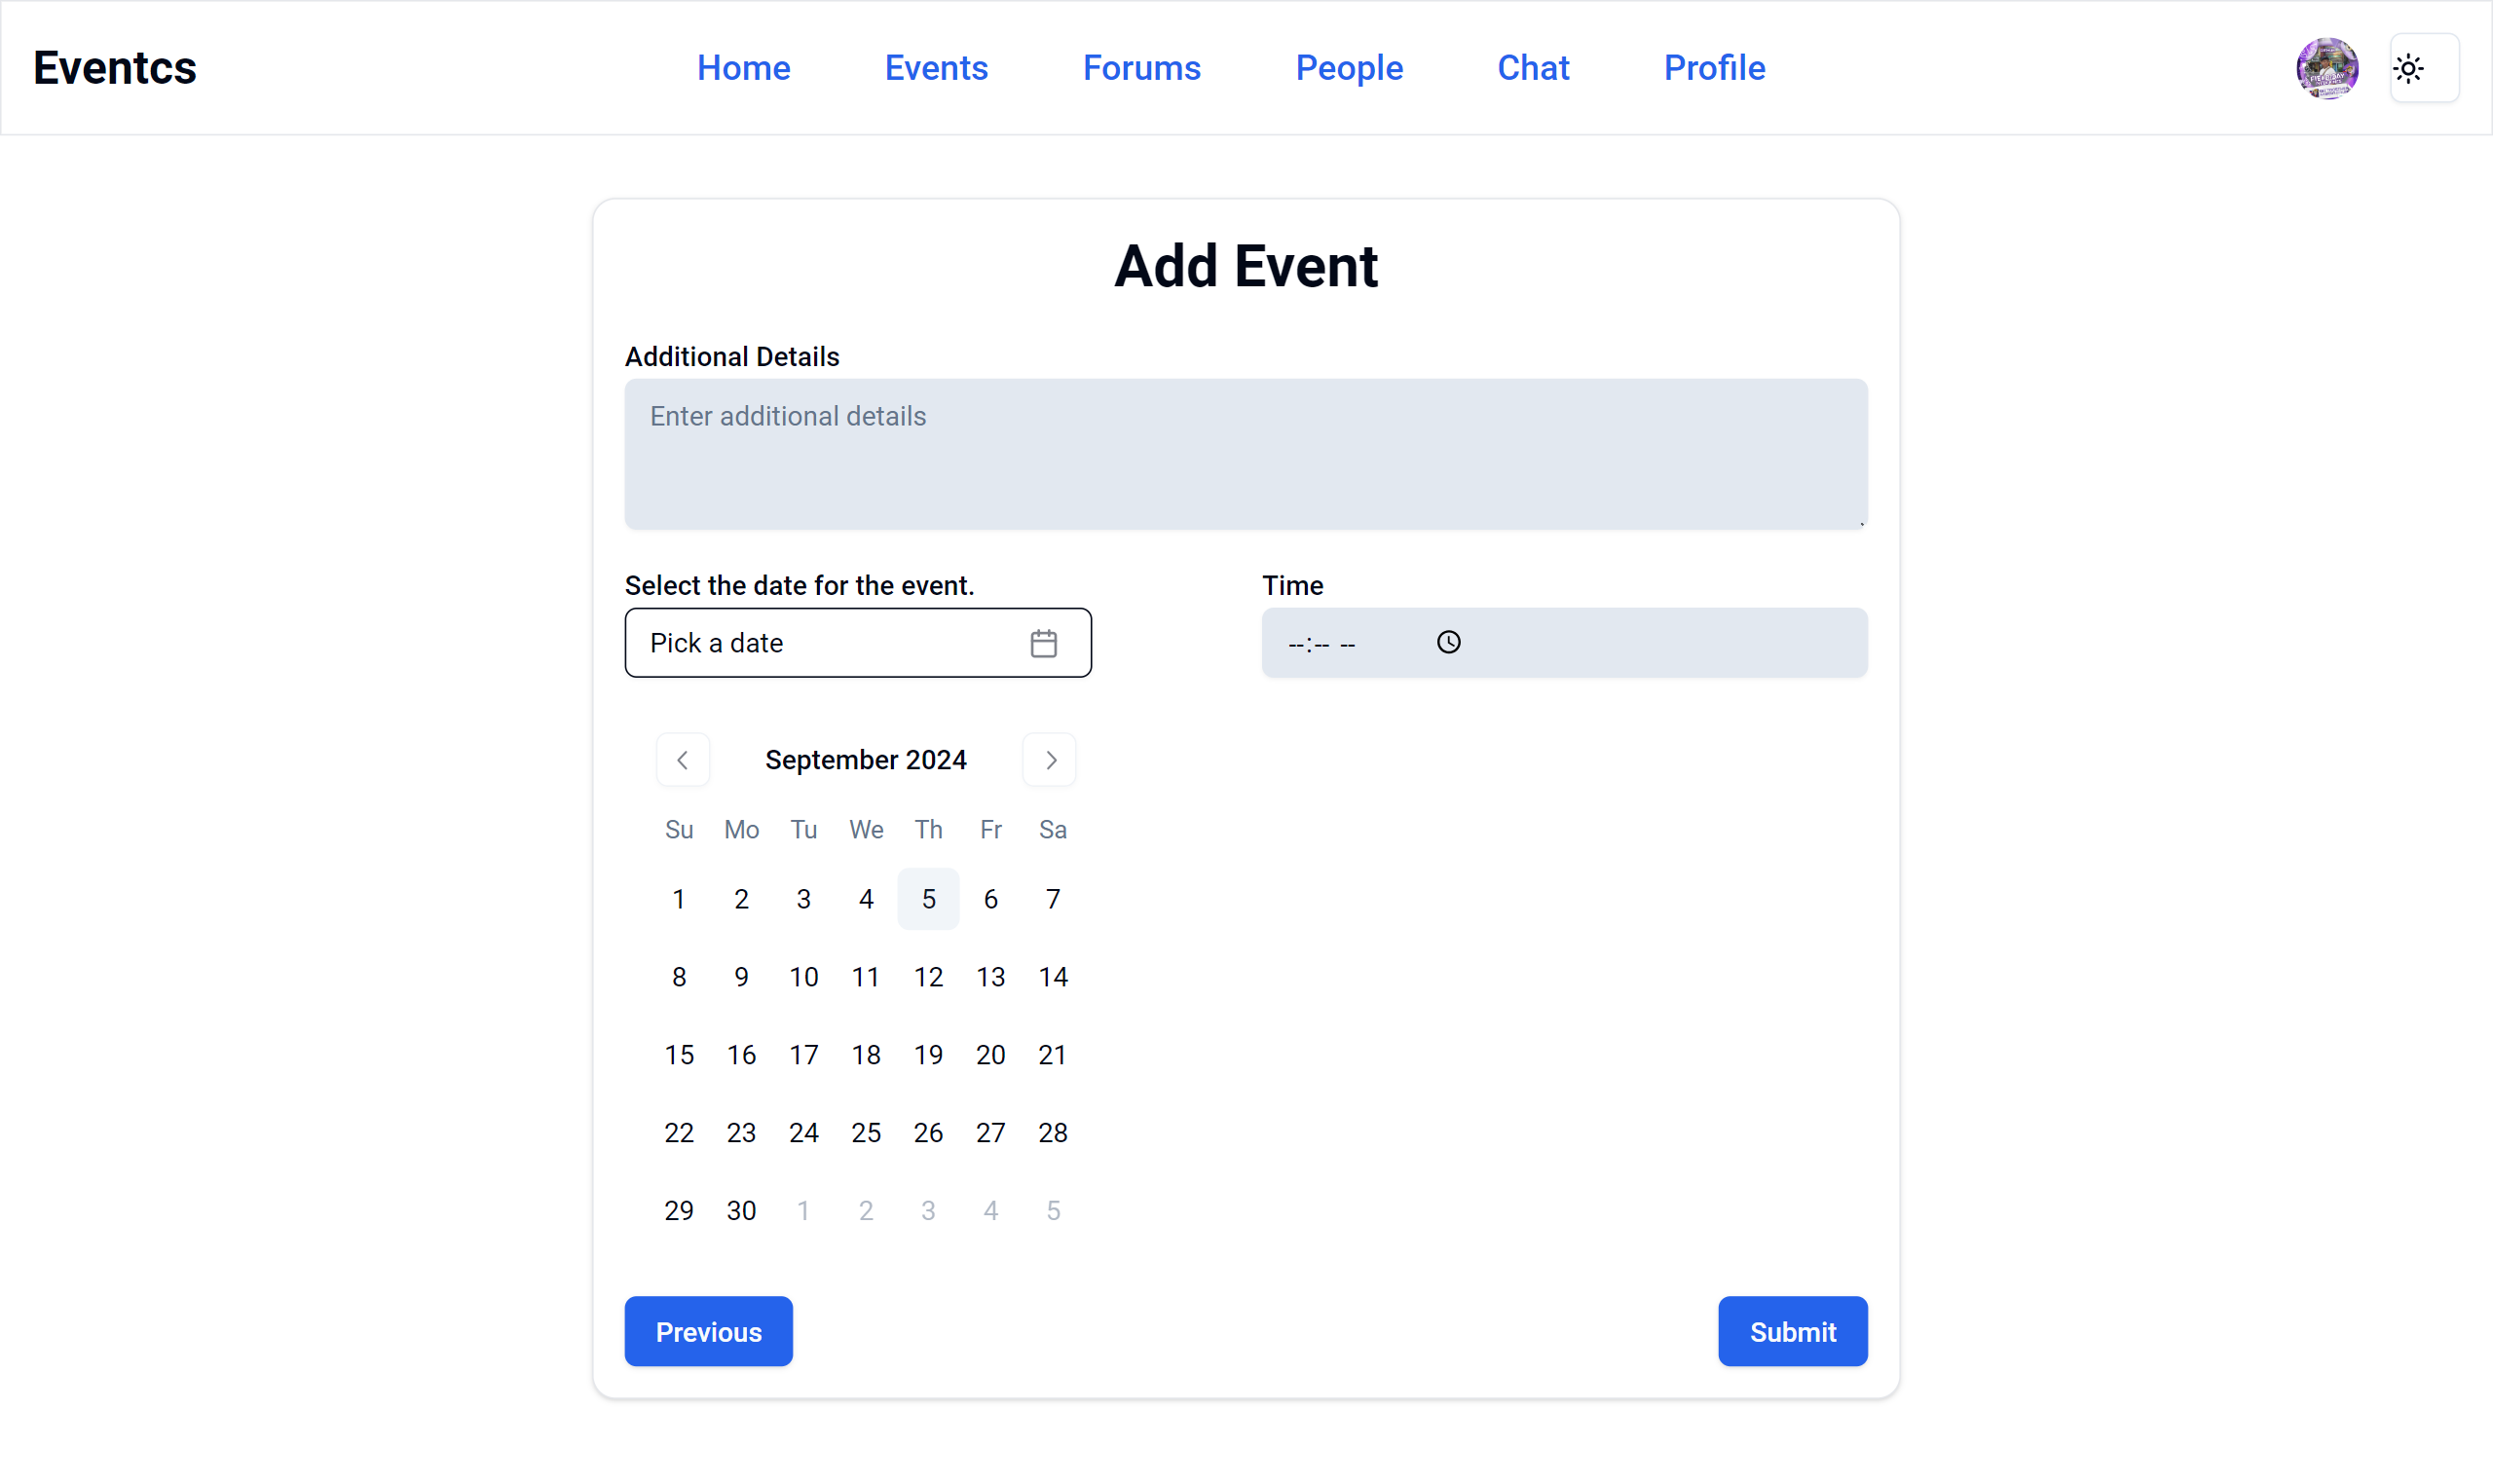 Eventcs Home Events Forums People Chat Profile
Add Event
Additional Details
Enter additional details
Select the date for the event. Time
Pick a date --:-- --
September 2024
Su Mo Tu We Th Fr Sa
1 2 3 4 5 6 7
8 9 10 11 12 13 14
15 16 17 18 19 20 21
22 23 24 25 26 27 28
29 30 1 2 3 4 5
Previous Submit